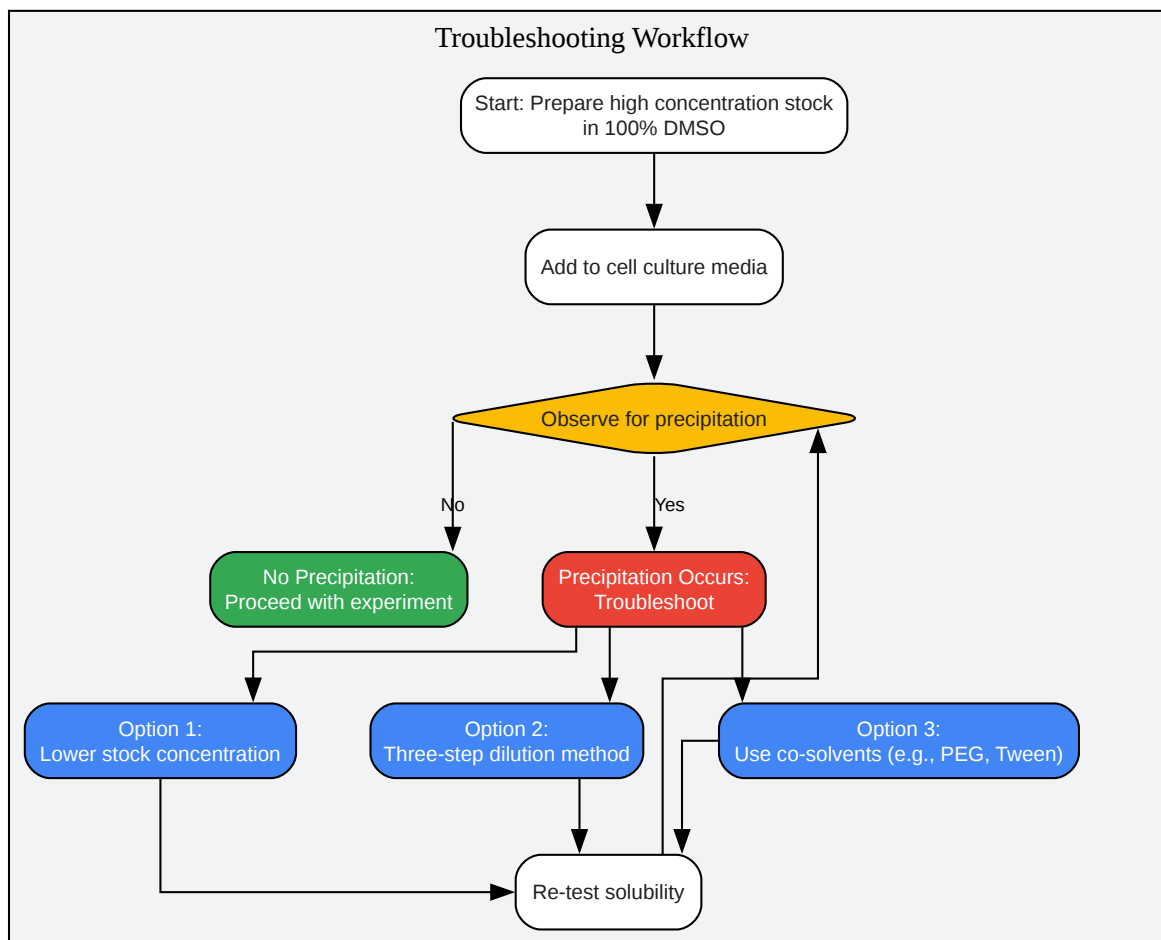 Troubleshooting Workflow
Start: Prepare high concentration stock
in 100% DMSO
Add to cell culture media
Observe for precipitation
No
Yes
No Precipitation:
Proceed with experiment
Precipitation Occurs:
Troubleshoot
Option 1:
Lower stock concentration
Option 2:
Three-step dilution method
Option 3:
Use co-solvents (e.g., PEG, Tween)
Re-test solubility